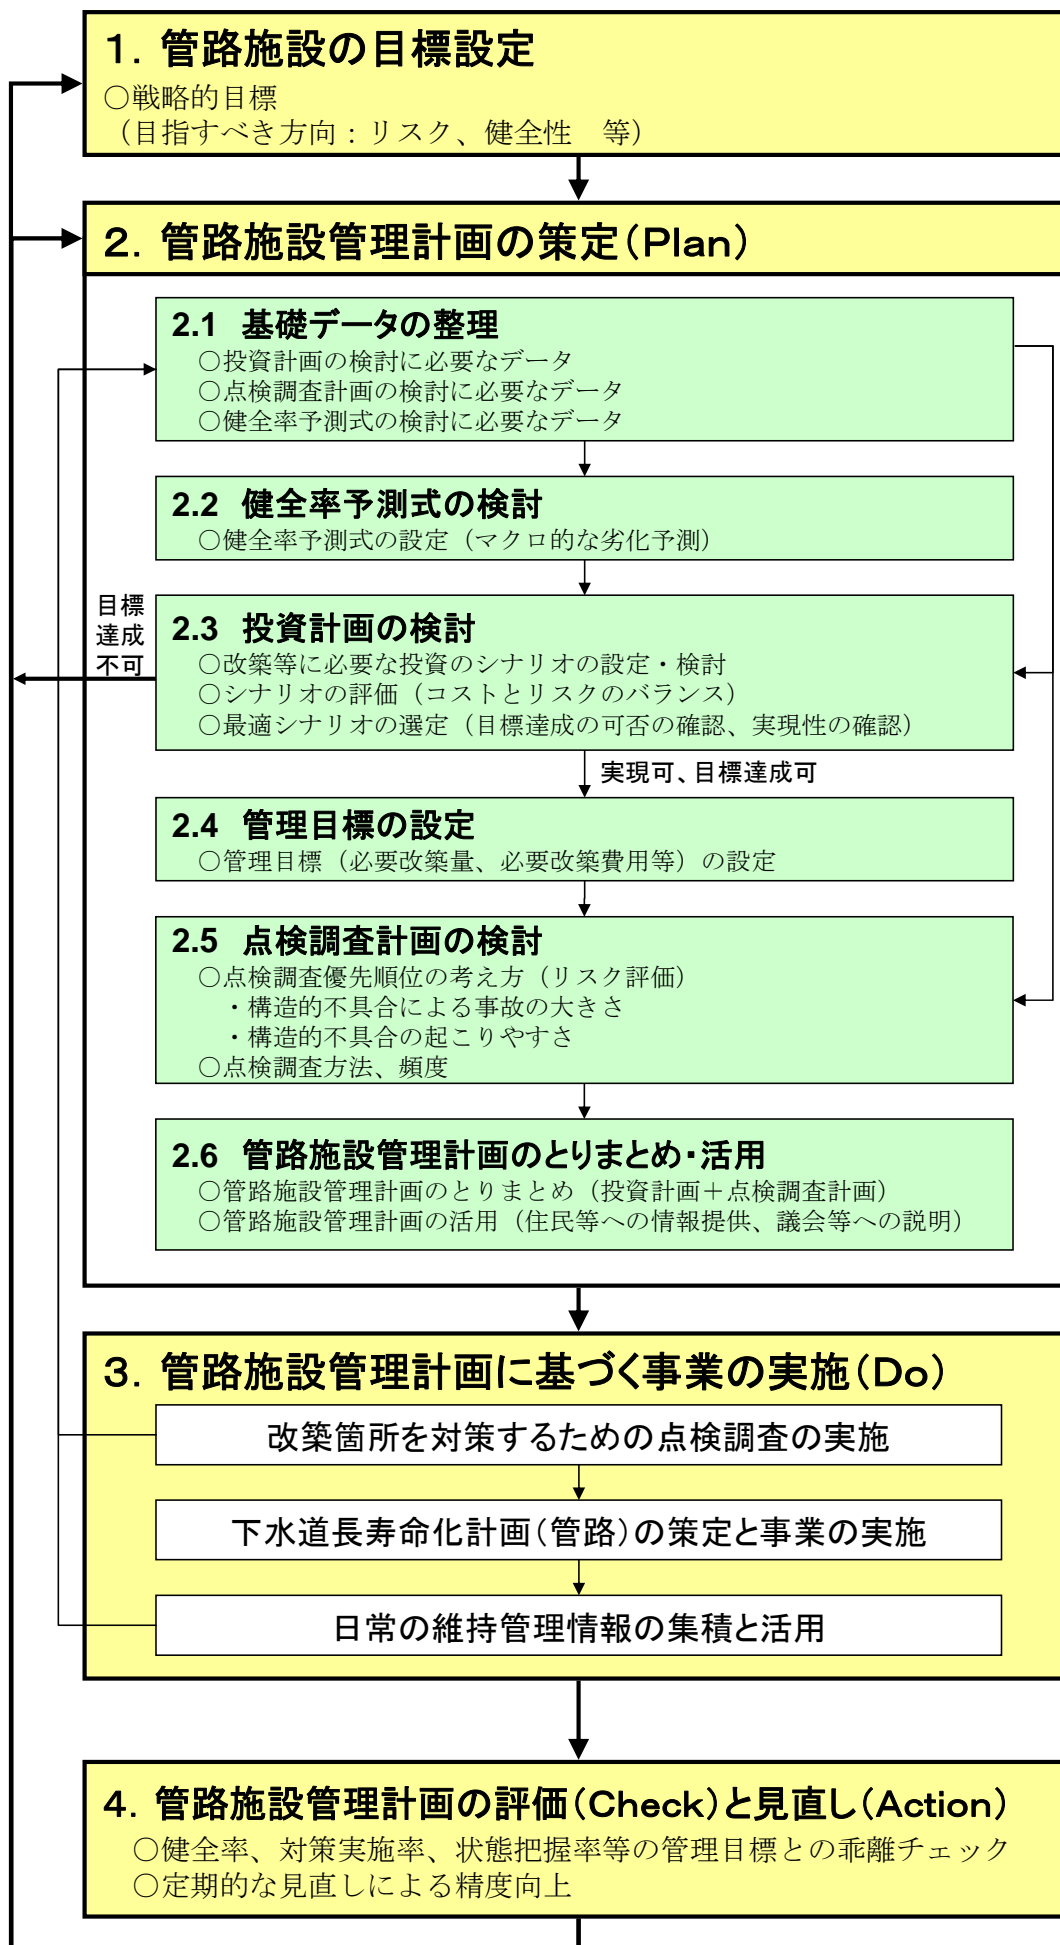 1．管路施設の目標設定
○戦略的目標
（目指すべき方向：リスク、健全性　等）
2．管路施設管理計画の策定（Plan）
2.1　基礎データの整理
○投資計画の検討に必要なデータ
○点検調査計画の検討に必要なデータ
○健全率予測式の検討に必要なデータ
2.2　健全率予測式の検討
○健全率予測式の設定（マクロ的な劣化予測）
目標
達成
不可
2.3　投資計画の検討
○改築等に必要な投資のシナリオの設定・検討
○シナリオの評価（コストとリスクのバランス）
○最適シナリオの選定（目標達成の可否の確認、実現性の確認）
実現可、目標達成可
2.4　管理目標の設定
○管理目標（必要改築量、必要改築費用等）の設定
2.5　点検調査計画の検討
○点検調査優先順位の考え方（リスク評価）
・構造的不具合による事故の大きさ
・構造的不具合の起こりやすさ
○点検調査方法、頻度
2.6　管路施設管理計画のとりまとめ・活用
○管路施設管理計画のとりまとめ（投資計画＋点検調査計画）
○管路施設管理計画の活用（住民等への情報提供、議会等への説明）
3．管路施設管理計画に基づく事業の実施（Do）
改築箇所を対策するための点検調査の実施
下水道長寿命化計画（管路）の策定と事業の実施
日常の維持管理情報の集積と活用
4．管路施設管理計画の評価（Check）と見直し（Action）
○健全率、対策実施率、状態把握率等の管理目標との乖離チェック
○定期的な見直しによる精度向上